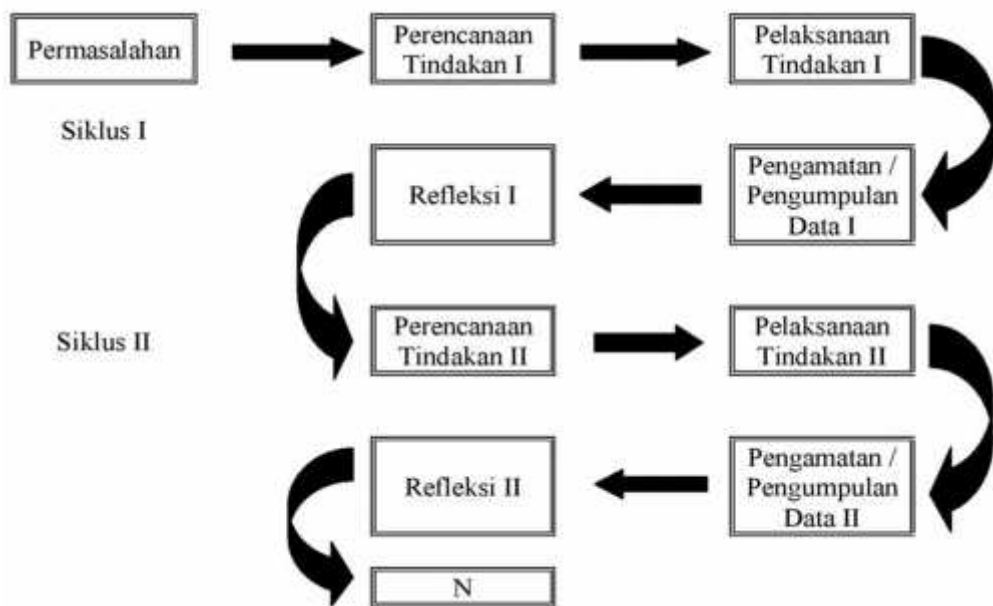 Permasalahan
Perencanaan
Tindakan I
Pelaksanaan
Tindakan I
Siklus I
Refleksi I
Pengamatan /
Pengumpulan
Data I
Siklus II
Perencanaan
Tindakan II
Pelaksanaan
Tindakan II
Refleksi II
Pengamatan /
Pengumpulan
Data II
N